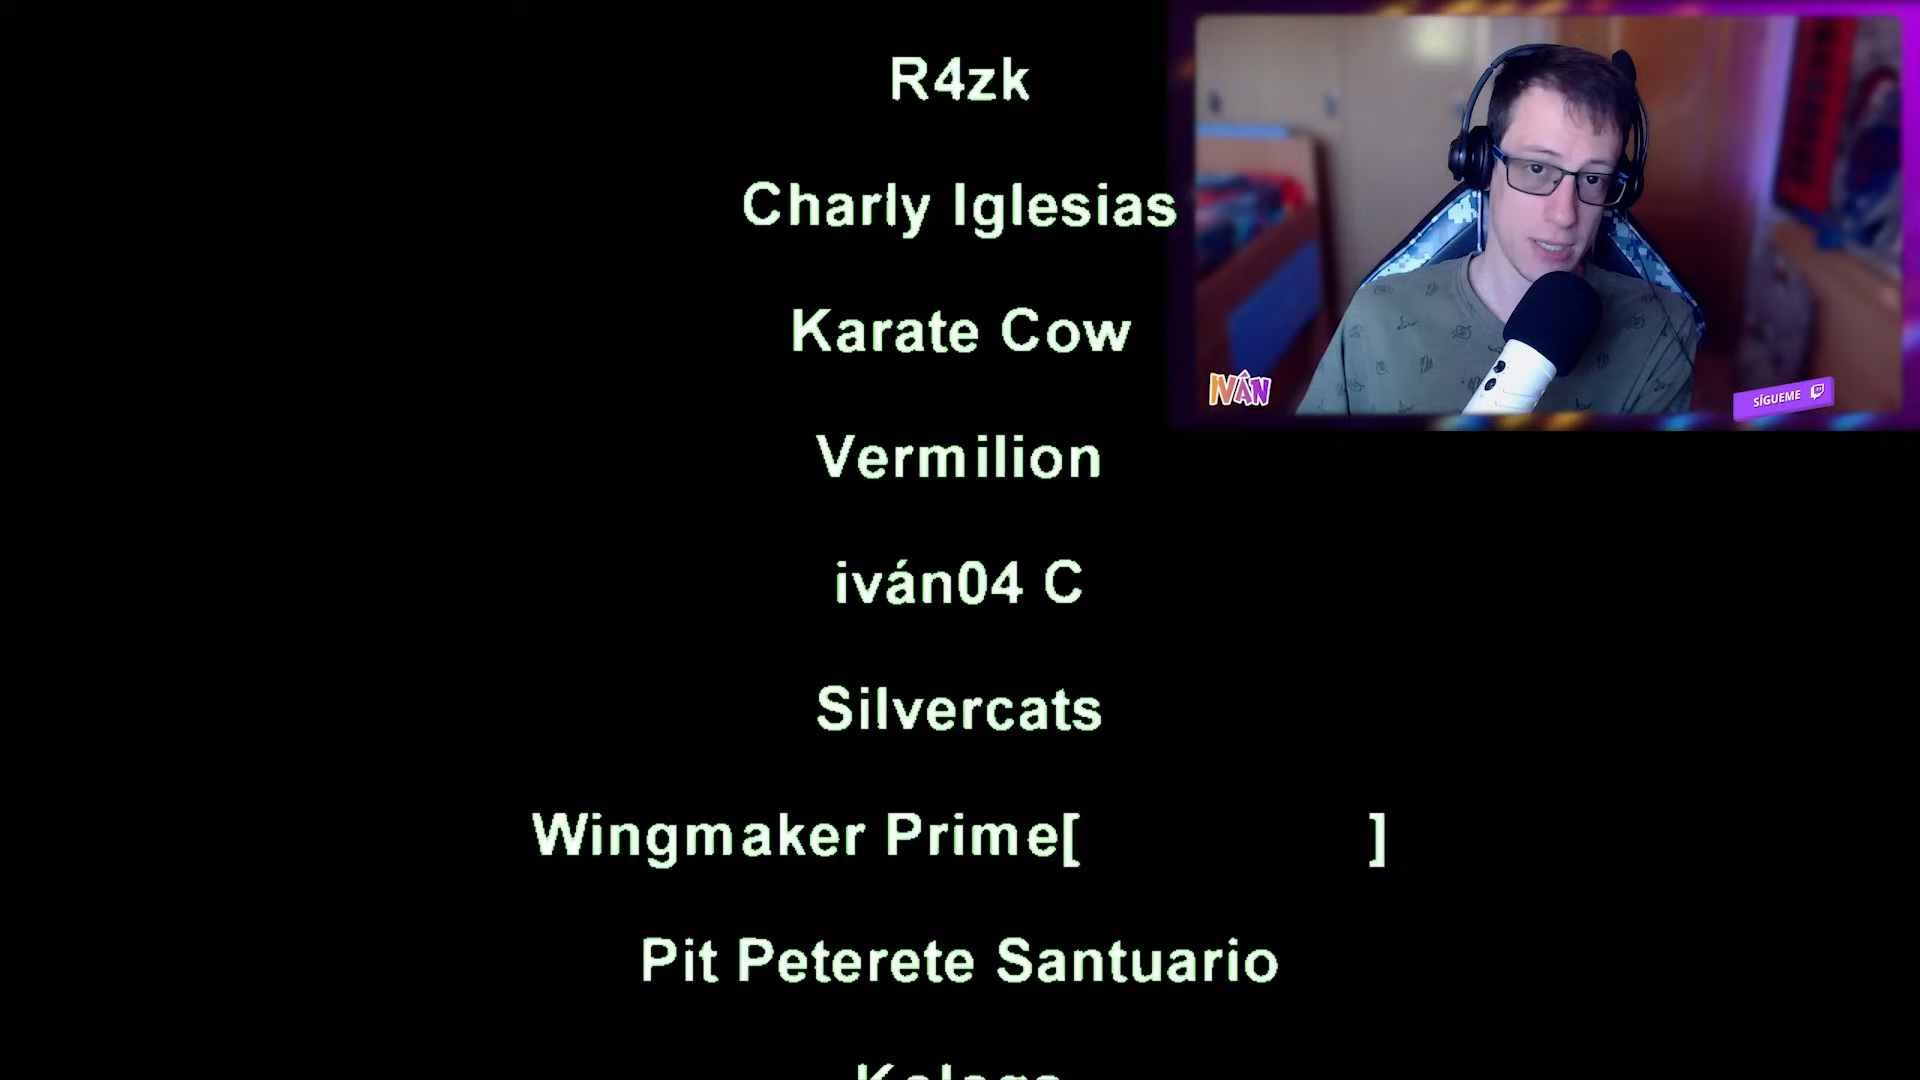 R4zk
Charly Iglesias
Karate Cow
Vermilion
IVÁN
SÍGUEME
iván04 C
Silvercats
Wingmaker Prime[ ]
Pit Peterete Santuario